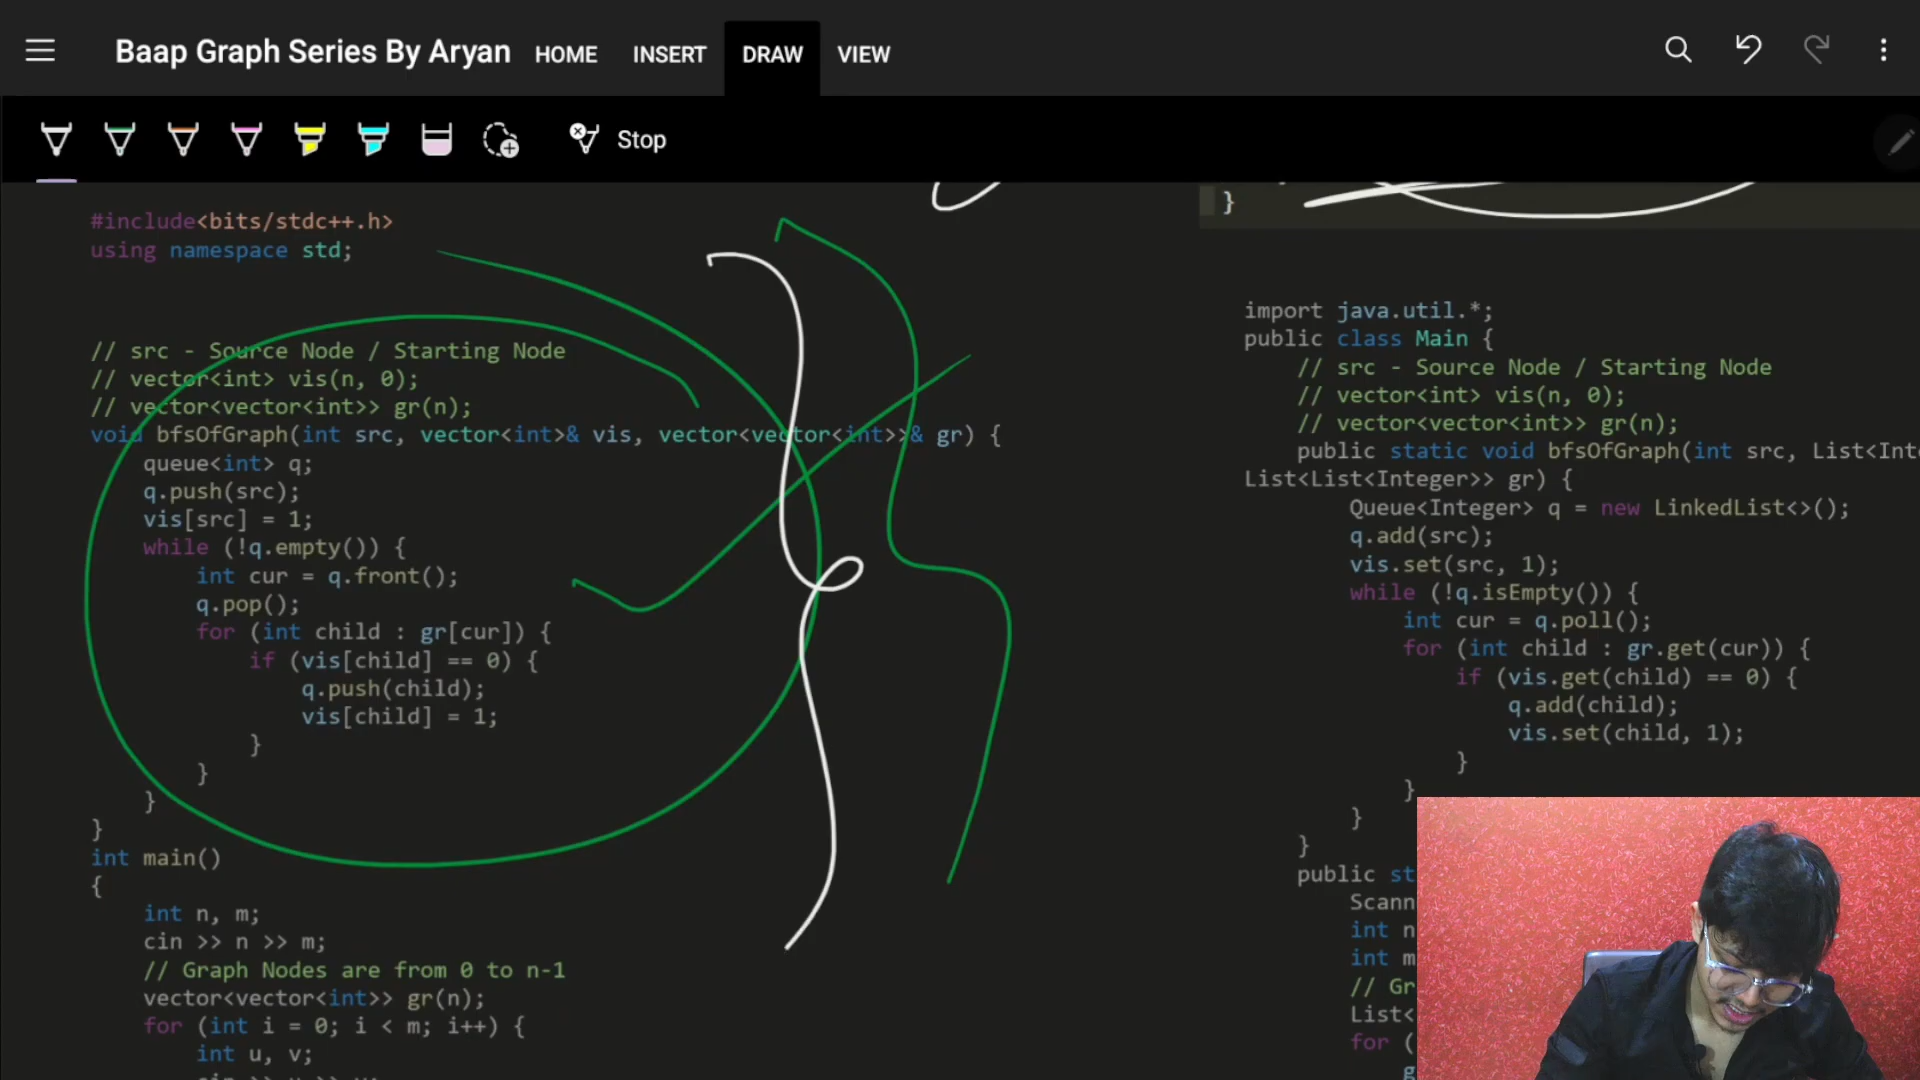 Baap Graph Series By Aryan HOME INSERT DRAW VIEW
Stop
#include<bits/stdc++.h>
using namespace std;
// src - Source Node / Starting Node
// vector<int> vis(n, 0);
// vector<vector<int>> gr(n);
void bfsOfGraph(int src, vector<int>& vis, vector<vector<int>>& gr) {
queue<int> q;
q.push(src);
vis[src] = 1;
while (!q.empty()) {
int cur = q.front();
q.pop();
for (int child : gr[cur]) {
if (vis[child] == 0) {
q.push(child);
vis[child] = 1;
}
}
}
}
int main()
{
int n, m;
cin >> n >> m;
// Graph Nodes are from 0 to n-1
vector<vector<int>> gr(n);
for (int i = 0; i < m; i++) {
int u, v;
}
import java.util.*;
public class Main {
// src - Source Node / Starting Node
// vector<int> vis(n, 0);
// vector<vector<int>> gr(n);
public static void bfsOfGraph(int src, List<Inte
List<List<Integer>> gr) {
Queue<Integer> q = new LinkedList<>();
q.add(src);
vis.set(src, 1);
while (!q.isEmpty()) {
int cur = q.poll();
for (int child : gr.get(cur)) {
if (vis.get(child) == 0) {
q.add(child);
vis.set(child, 1);
}
}
}
}
public st
Scann
int n
int m
// Gr
List<
for (
g